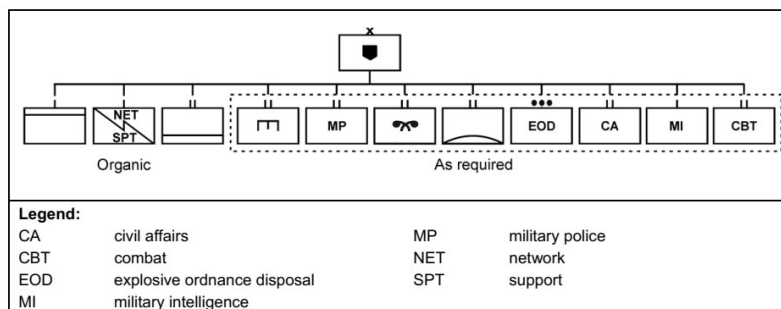 x
NET
SPT
MP
EOD
CA
MI
CBT
Organic
As required
Legend:
CA civil affairs
MP military police
CBT combat
NET network
EOD explosive ordnance disposal
SPT support
MI military intelligence